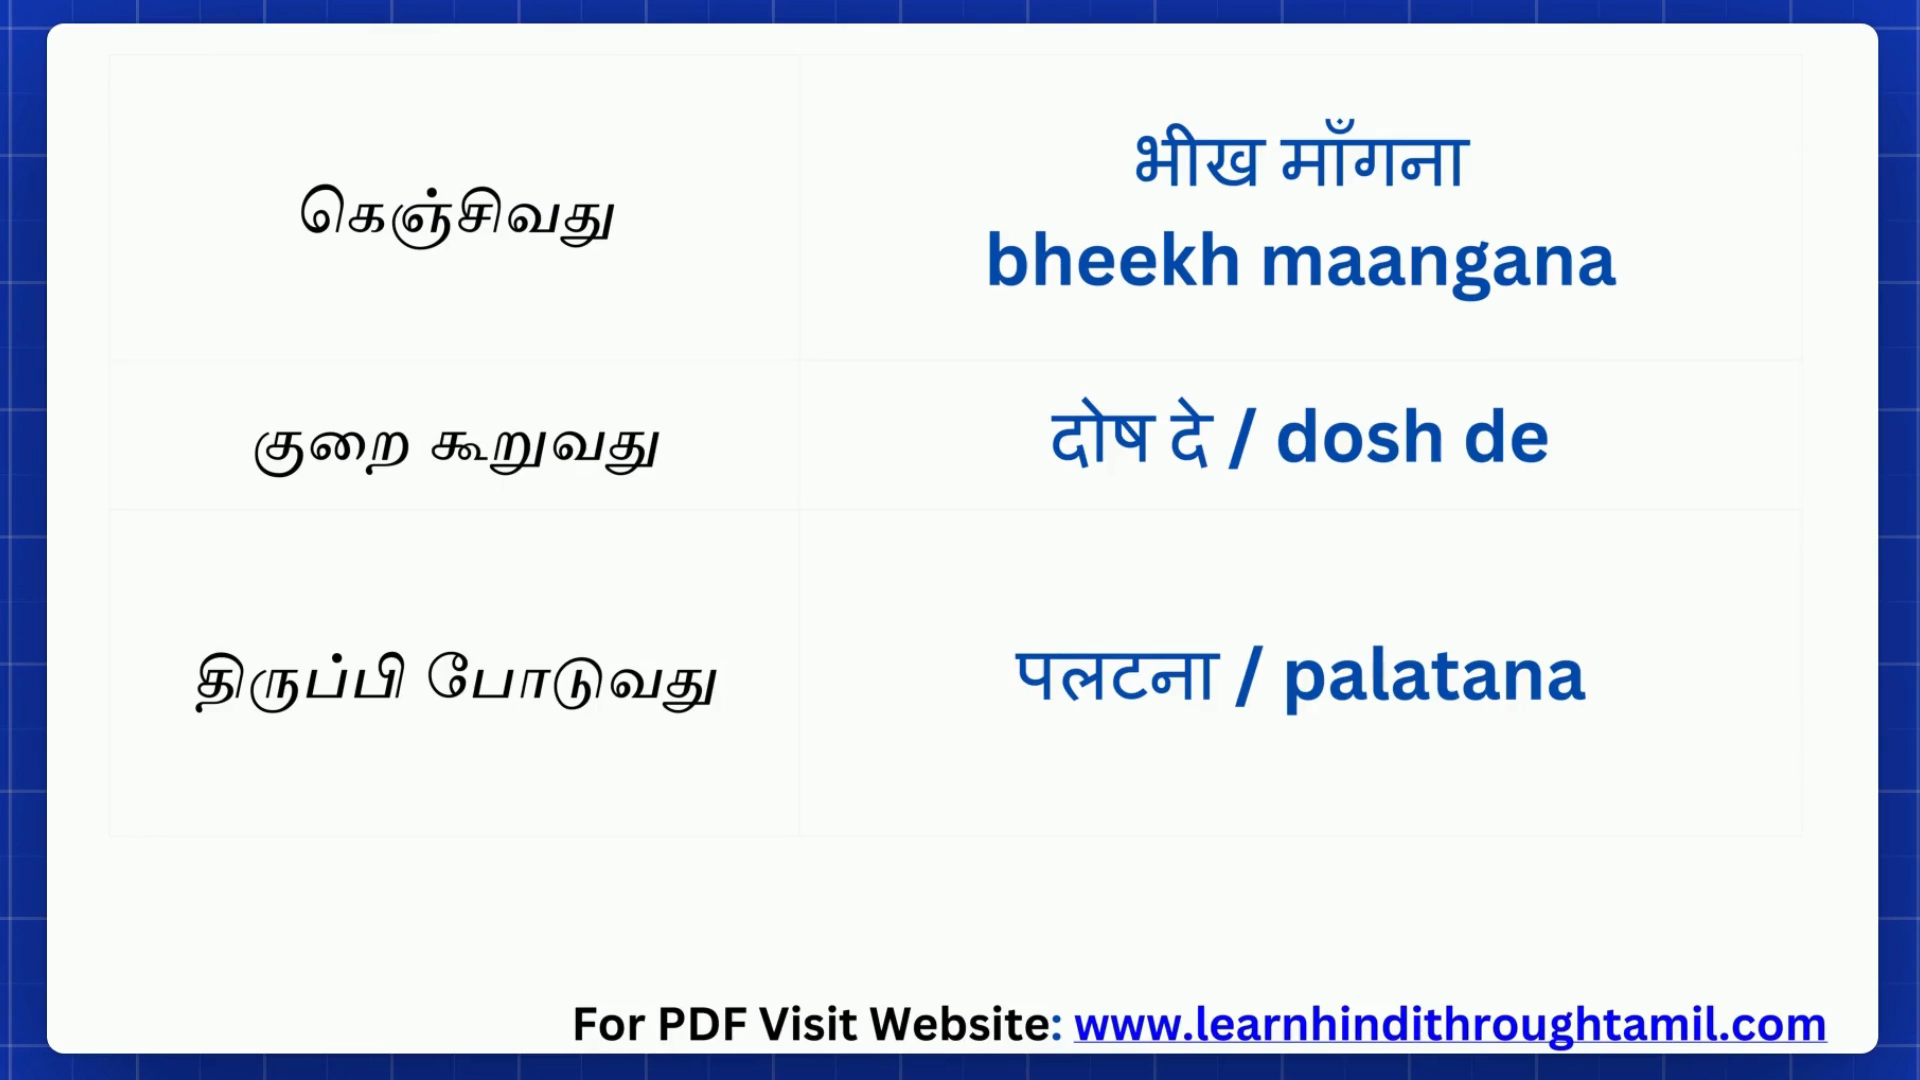 கெஞ்சிவது
भीख माँगना
bheekh maangana
குறை கூறுவது
दोष दे / dosh de
திருப்பி போடுவது
पलटना / palatana
For PDF Visit Website: www.learnhindithroughtamil.com